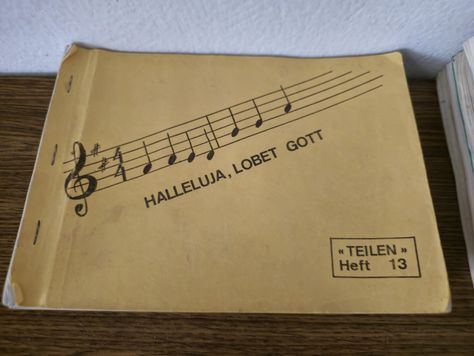 HALLELUJA, LOBET GOTT
« TEILEN »
Heft 13